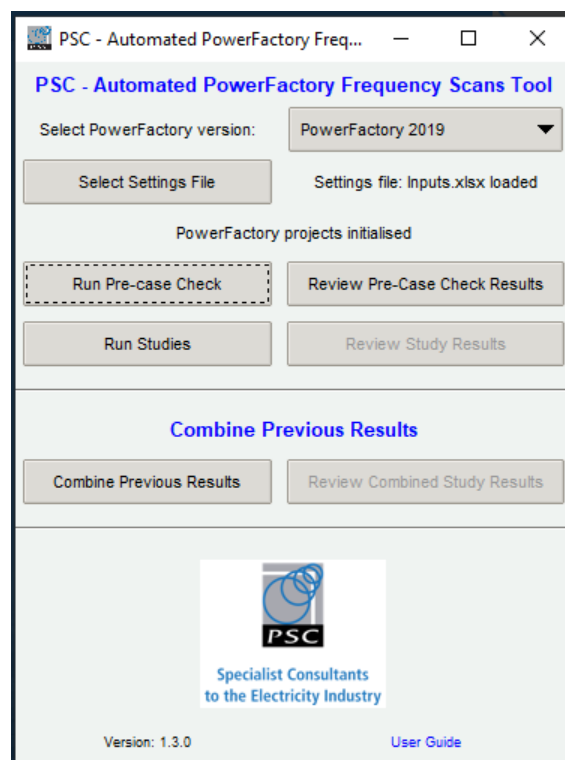 PSC - Automated PowerFactory Freq...
PSC - Automated PowerFactory Frequency Scans Tool
Select PowerFactory version:
PowerFactory 2019
Select Settings File
Settings file: Inputs.xlsx loaded
PowerFactory projects initialised
Run Pre-case Check
Review Pre-Case Check Results
Run Studies
Review Study Results
Combine Previous Results
Combine Previous Results
Review Combined Study Results
PSC
Specialist Consultants
to the Electricity Industry
Version: 1.3.0
User Guide